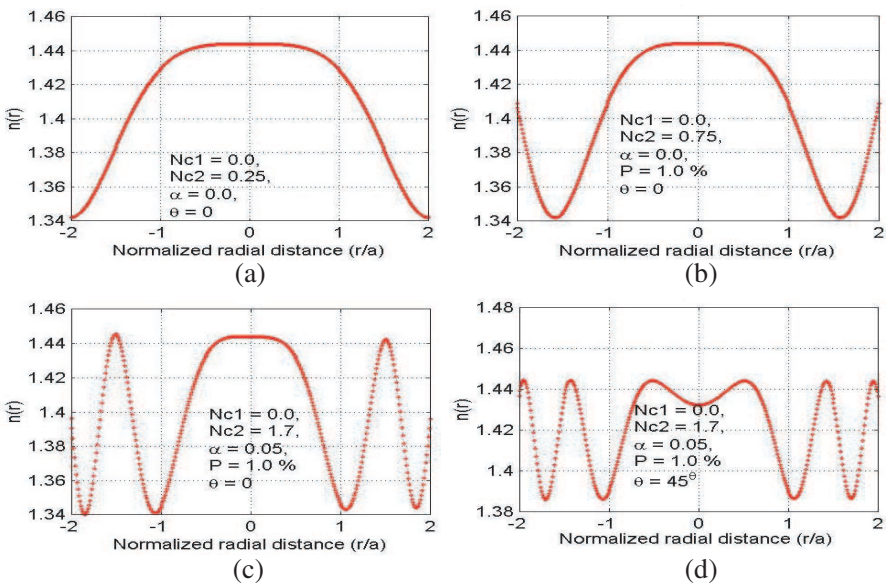 1.46
1.44
1.42
1.4
1.38
1.36
1.34
n(r)
Nc1 = 0.0,
Nc2 = 0.25,
α = 0.0,
θ = 0
-2 -1 0 1 2
Normalized radial distance (r/a)
(a)
1.46
1.44
1.42
1.4
1.38
1.36
1.34
n(r)
Nc1 = 0.0,
Nc2 = 0.75,
α = 0.0,
P = 1.0 %
θ = 0
-2 -1 0 1 2
Normalized radial distance (r/a)
(b)
1.46
1.44
1.42
1.4
1.38
1.36
1.34
n(r)
Nc1 = 0.0,
Nc2 = 1.7,
α = 0.05,
P = 1.0 %
θ = 0
-2 -1 0 1 2
Normalized radial distance (r/a)
(c)
1.48
1.46
1.44
1.42
1.4
1.38
n(r)
Nc1 = 0.0,
Nc2 = 1.7,
α = 0.05,
P = 1.0 %
θ = 45^θ
-2 -1 0 1 2
Normalized radial distance (r/a)
(d)